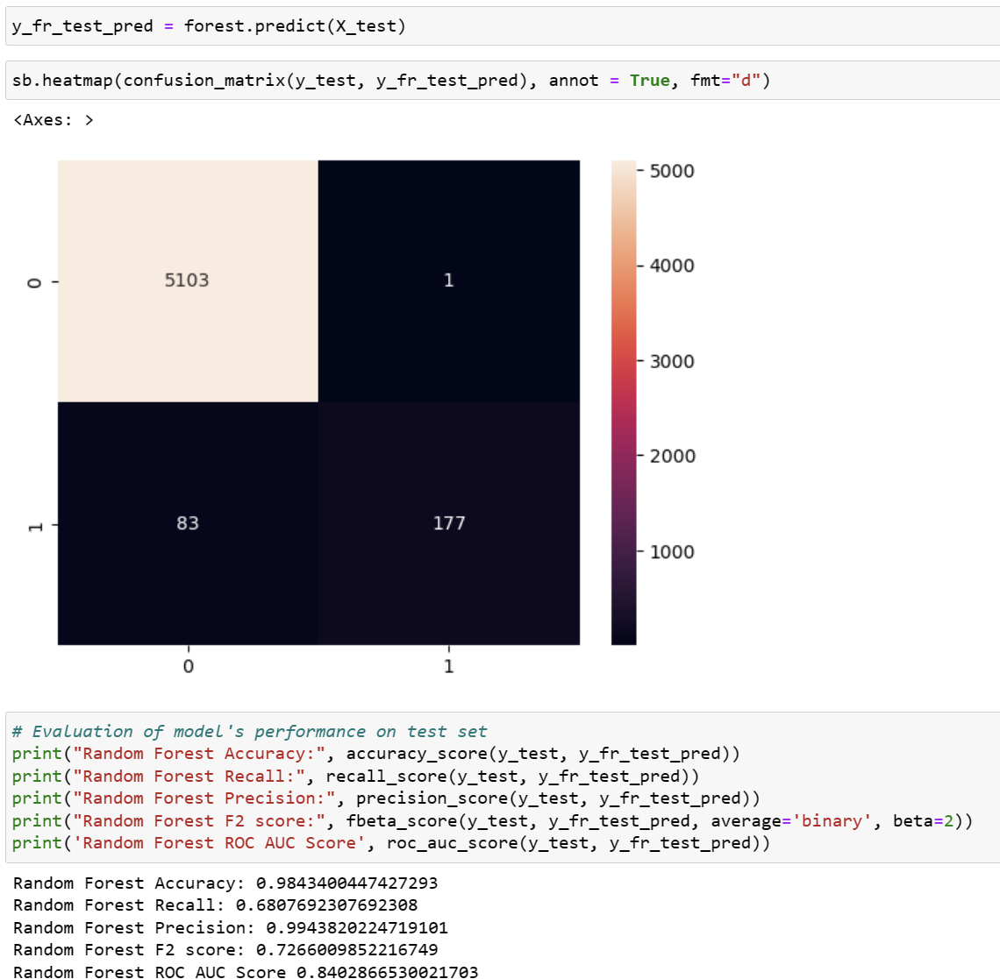 y_fr_test_pred = forest.predict(X_test)
sb.heatmap(confusion_matrix(y_test, y_fr_test_pred), annot = True, fmt="d")
<Axes: >
5000
4000
3000
2000
1000
0
5103
1
1
83
177
0
1
# Evaluation of model's performance on test set
print("Random Forest Accuracy:", accuracy_score(y_test, y_fr_test_pred))
print("Random Forest Recall:", recall_score(y_test, y_fr_test_pred))
print("Random Forest Precision:", precision_score(y_test, y_fr_test_pred))
print("Random Forest F2 score:", fbeta_score(y_test, y_fr_test_pred, average='binary', beta=2))
print('Random Forest ROC AUC Score', roc_auc_score(y_test, y_fr_test_pred))
Random Forest Accuracy: 0.9843400447427293
Random Forest Recall: 0.6807692307692308
Random Forest Precision: 0.9943820224719101
Random Forest F2 score: 0.7266009852216749
Random Forest ROC AUC Score 0.8402866530021703